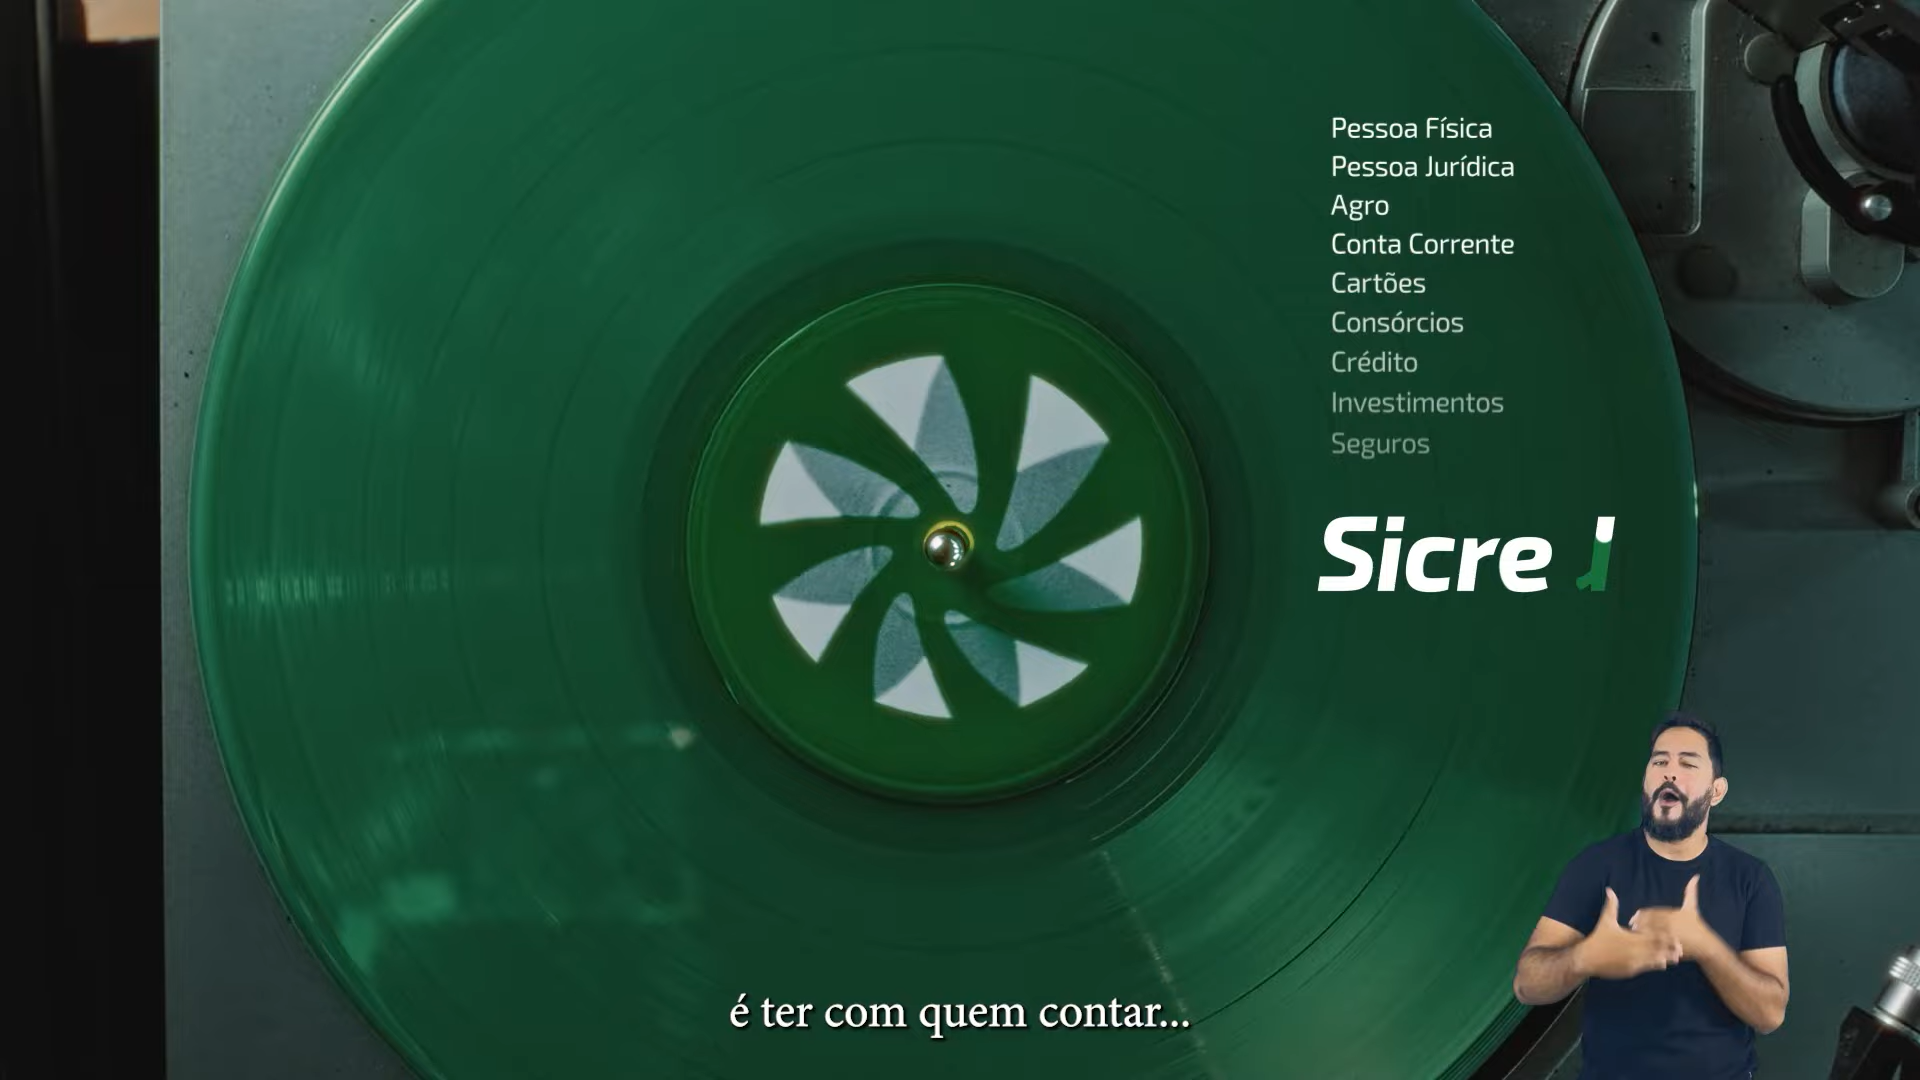 Pessoa Física
Pessoa Jurídica
Agro
Conta Corrente
Cartões
Consórcios
Crédito
Investimentos
Seguros
Sicre
é ter com quem contar...